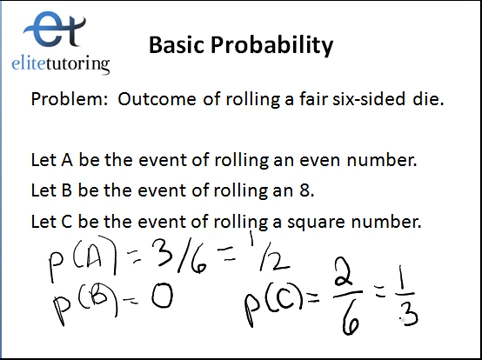 et
elitetutoring
Basic Probability
Problem: Outcome of rolling a fair six-sided die.
Let A be the event of rolling an even number.
Let B be the event of rolling an 8.
Let C be the event of rolling a square number.
p(A) = 3/6 = 1/2
p(B) = 0
p(C) = 2/6 = 1/3